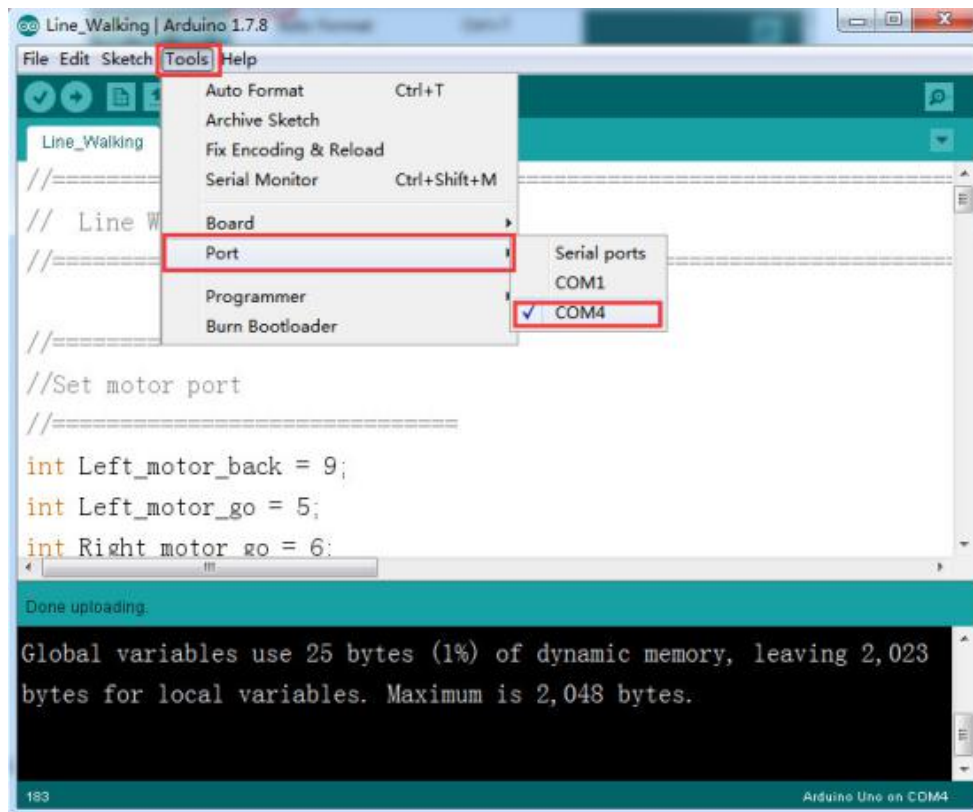 Line_Walking | Arduino 1.7.8
File Edit Sketch Tools Help
Line_Walking
Auto Format Ctrl+T
Archive Sketch
Fix Encoding & Reload
Serial Monitor Ctrl+Shift+M
Board
Port
Programmer
Burn Bootloader
Serial ports
COM1
COM4
//=
// Line W
//=
//=
//Set motor port
//==============================
int Left_motor_back = 9;
int Left_motor_go = 5;
int Right_motor_go = 6;
Done uploading.
Global variables use 25 bytes (1%) of dynamic memory, leaving 2,023
bytes for local variables. Maximum is 2,048 bytes.
183 Arduino Uno on COM4